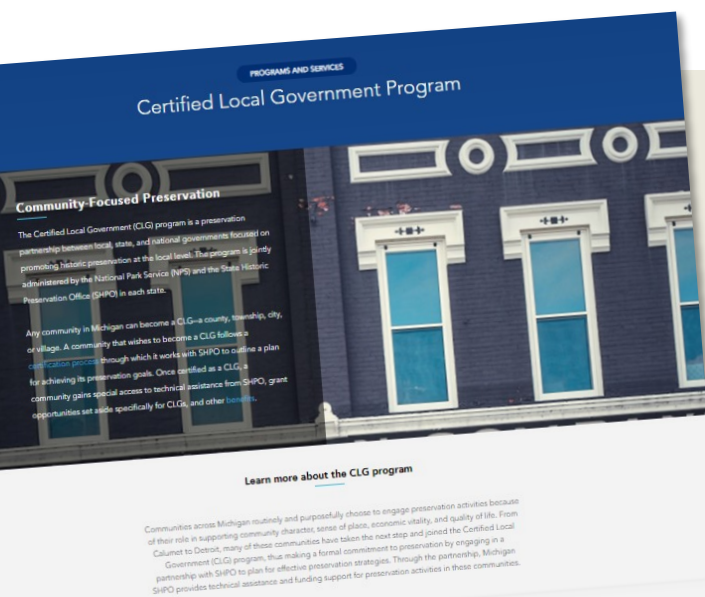 PROGRAMS AND SERVICES
Certified Local Government Program
Community-Focused Preservation
The Certified Local Government (CLG) program is a preservation
partnership between local, state, and national governments focused on
promoting historic preservation at the local level. The program is jointly
administered by the National Park Service (NPS) and the State Historic
Preservation Office (SHPO) in each state.
Any community in Michigan can become a CLG—a county, township, city,
or village. A community that wishes to become a CLG follows a
certification process through which it works with SHPO to outline a plan
for achieving its preservation goals. Once certified as a CLG, a
community gains special access to technical assistance from SHPO, grant
opportunities set aside specifically for CLGs, and other benefits.
Learn more about the CLG program
Communities across Michigan routinely and purposefully choose to engage preservation activities because
of their role in supporting community character, sense of place, economic vitality, and quality of life. From
Calumet to Detroit, many of these communities have taken the next step and joined the Certified Local
Government (CLG) program, thus making a formal commitment to preservation by engaging in a
partnership with SHPO to plan for effective preservation strategies. Through the partnership, Michigan
SHPO provides technical assistance and funding support for preservation activities in these communities.